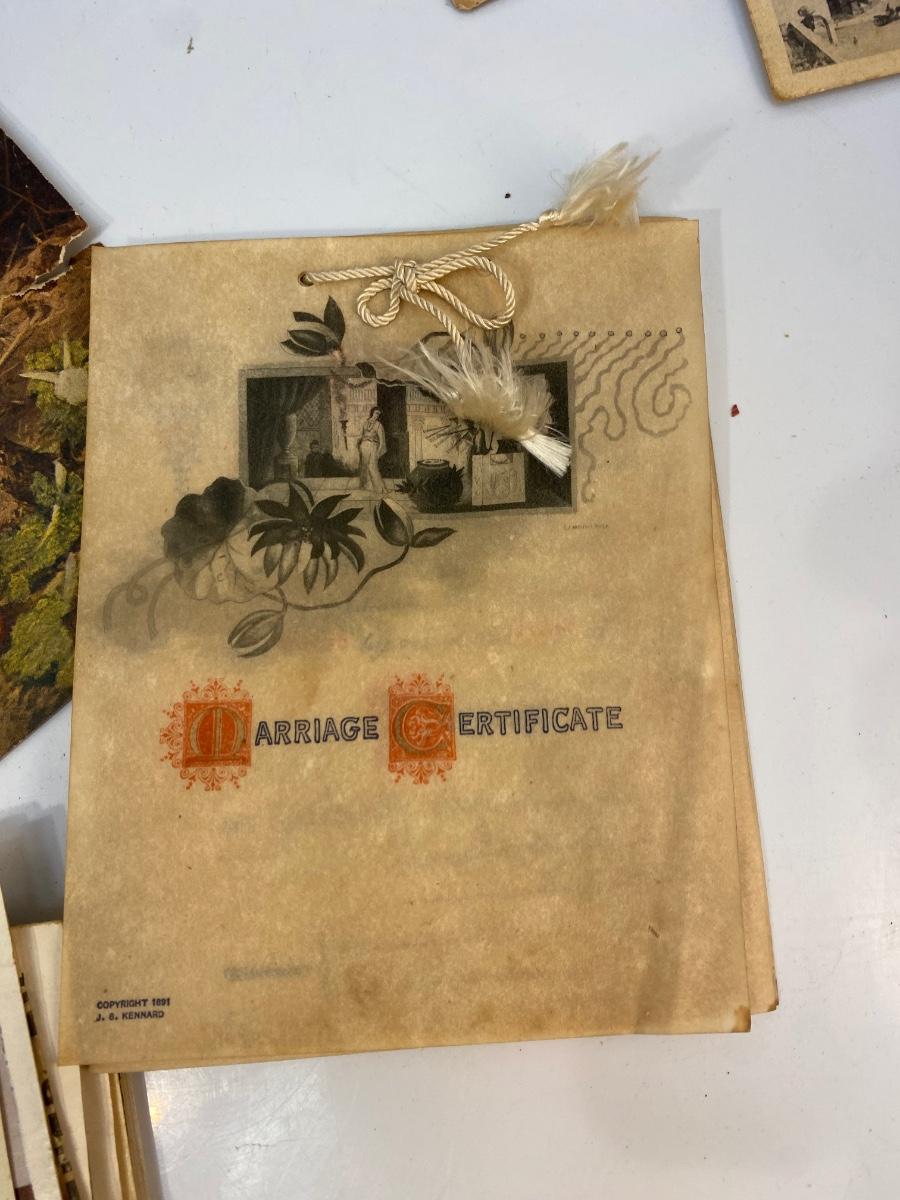 MARRIAGE CERTIFICATE
COPYRIGHT 1891
J. S. KENNARD